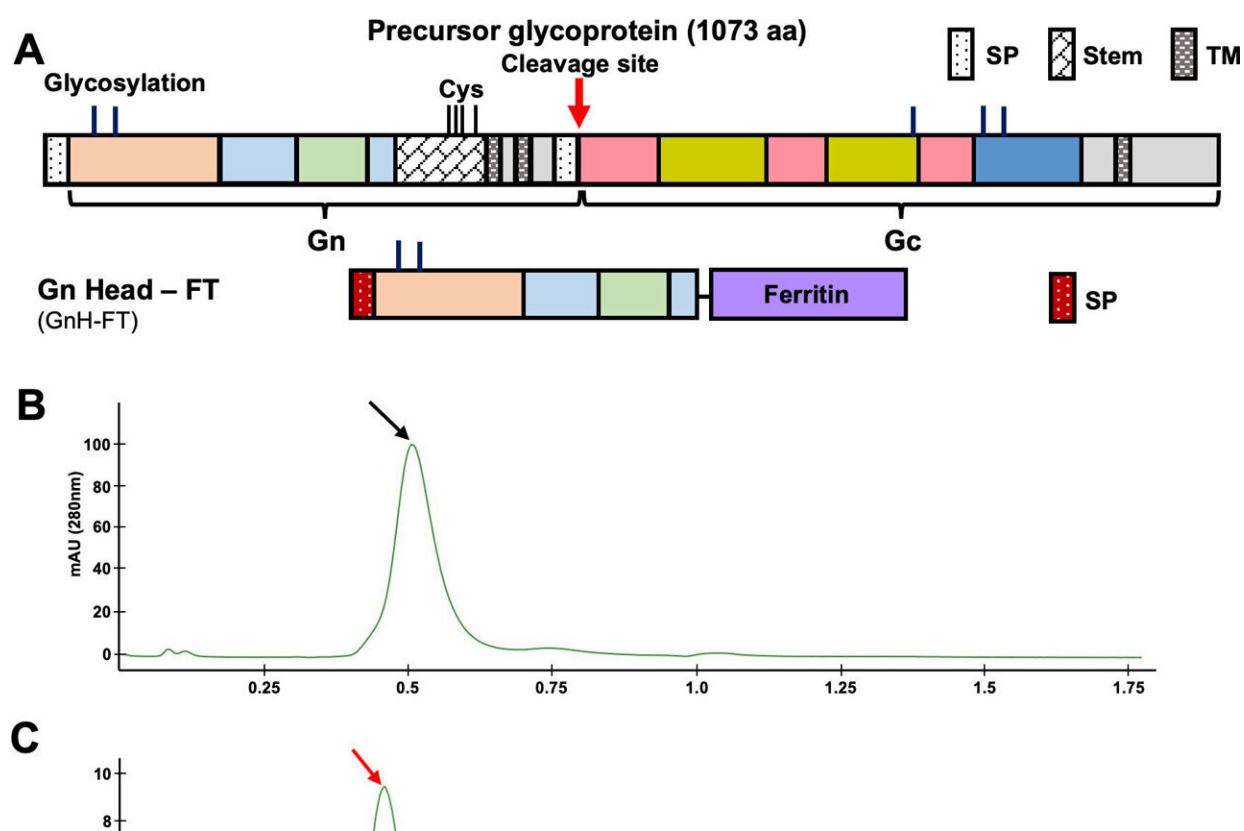 A
Precursor glycoprotein (1073 aa)
Cleavage site
SP
Stem
TM
Glycosylation
Cys
Gn
Gc
Gn Head – FT
(GnH-FT)
Ferritin
SP
B
mAU (280nm)
100
80
60
40
20
0
0.25
0.5
0.75
1.0
1.25
1.5
1.75
C
10
8